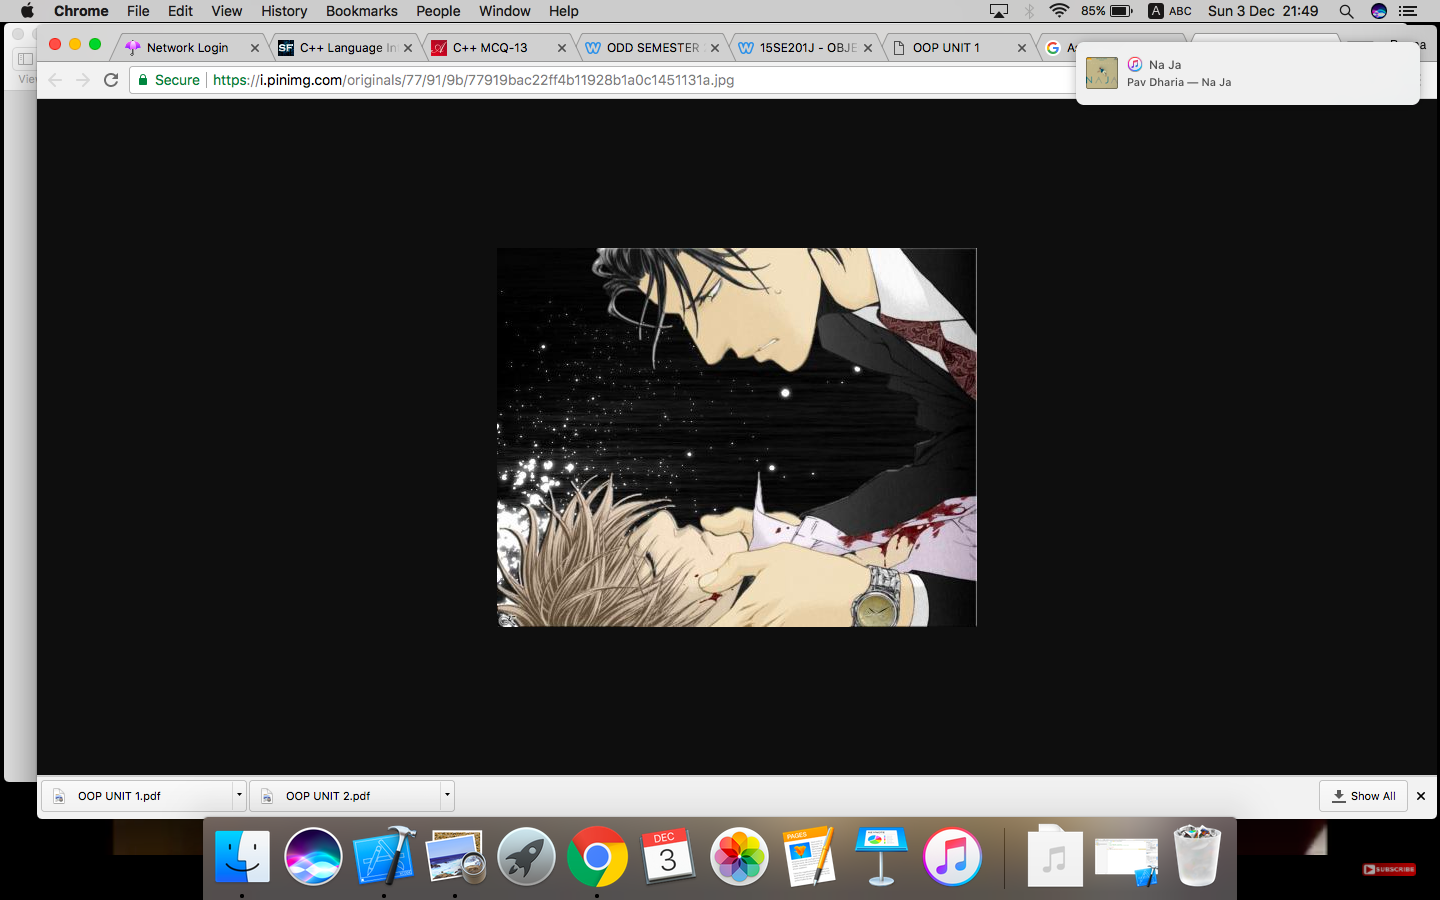 Chrome File Edit View History Bookmarks People Window Help 85% A ABC Sun 3 Dec 21:49
Network Login
SF C++ Language In
C++ MCQ-13
ODD SEMESTER
15SE201J - OBJE
OOP UNIT 1
Na Ja
Pav Dharia — Na Ja
Secure https://i.pinimg.com/originals/77/91/9b/77919bac22ff4b11928b1a0c1451131a.jpg
OOP UNIT 1.pdf
OOP UNIT 2.pdf
Show All
DEC
3
PAGES
SUBSCRIBE